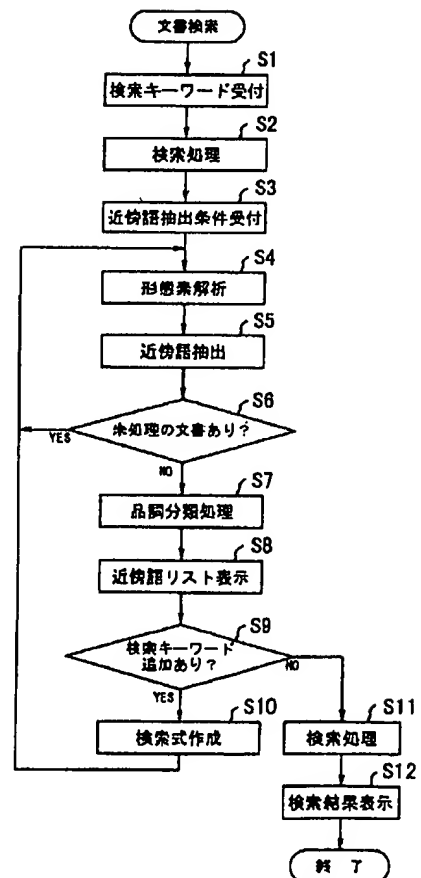 文書検索
S1
検索キーワード受付
S2
検索処理
S3
近傍語抽出条件受付
S4
形態素解析
S5
近傍語抽出
S6
未処理の文書あり?
YES
NO
S7
品詞分類処理
S8
近傍語リスト表示
S9
検索キーワード
追加あり?
NO
YES
S10
検索式作成
S11
検索処理
S12
検索結果表示
終 了